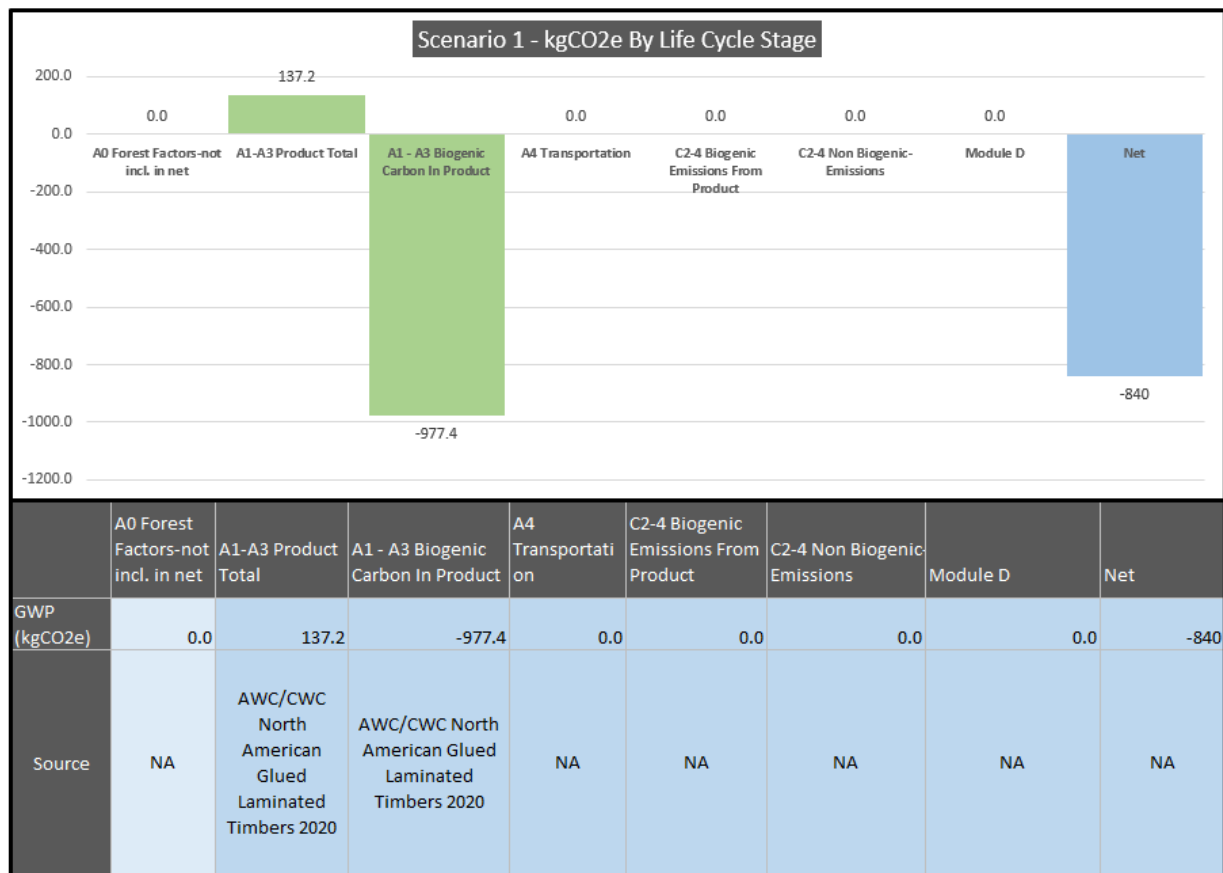 Scenario 1 - kgCO2e By Life Cycle Stage
200.0
0.0
-200.0
-400.0
-600.0
-800.0
-1000.0
-1200.0
0.0
137.2
-977.4
0.0
0.0
0.0
0.0
-840
A0 Forest Factors-not
incl. in net
A1-A3 Product Total
A1 - A3 Biogenic
Carbon In Product
A4 Transportation
C2-4 Biogenic
Emissions From
Product
C2-4 Non Biogenic-
Emissions
Module D
Net
A0 Forest
Factors-not
incl. in net
A1-A3 Product
Total
A1 - A3 Biogenic
Carbon In Product
A4
Transportati
on
C2-4 Biogenic
Emissions From
Product
C2-4 Non Biogenic-
Emissions
Module D
Net
GWP
(kgCO2e)
0.0
137.2
-977.4
0.0
0.0
0.0
0.0
-840
Source
NA
AWC/CWC
North
American
Glued
Laminated
Timbers 2020
AWC/CWC North
American Glued
Laminated
Timbers 2020
NA
NA
NA
NA
NA